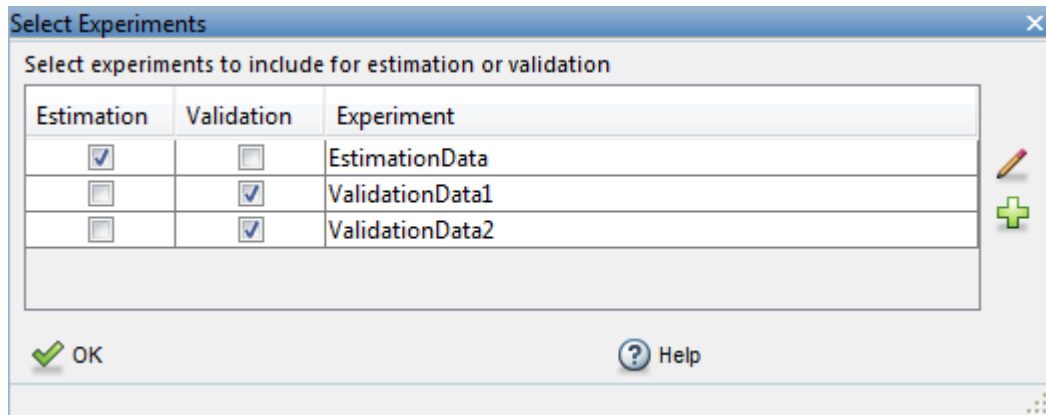 Select Experiments
Select experiments to include for estimation or validation
Estimation Validation Experiment
EstimationData
ValidationData1
ValidationData2
OK Help